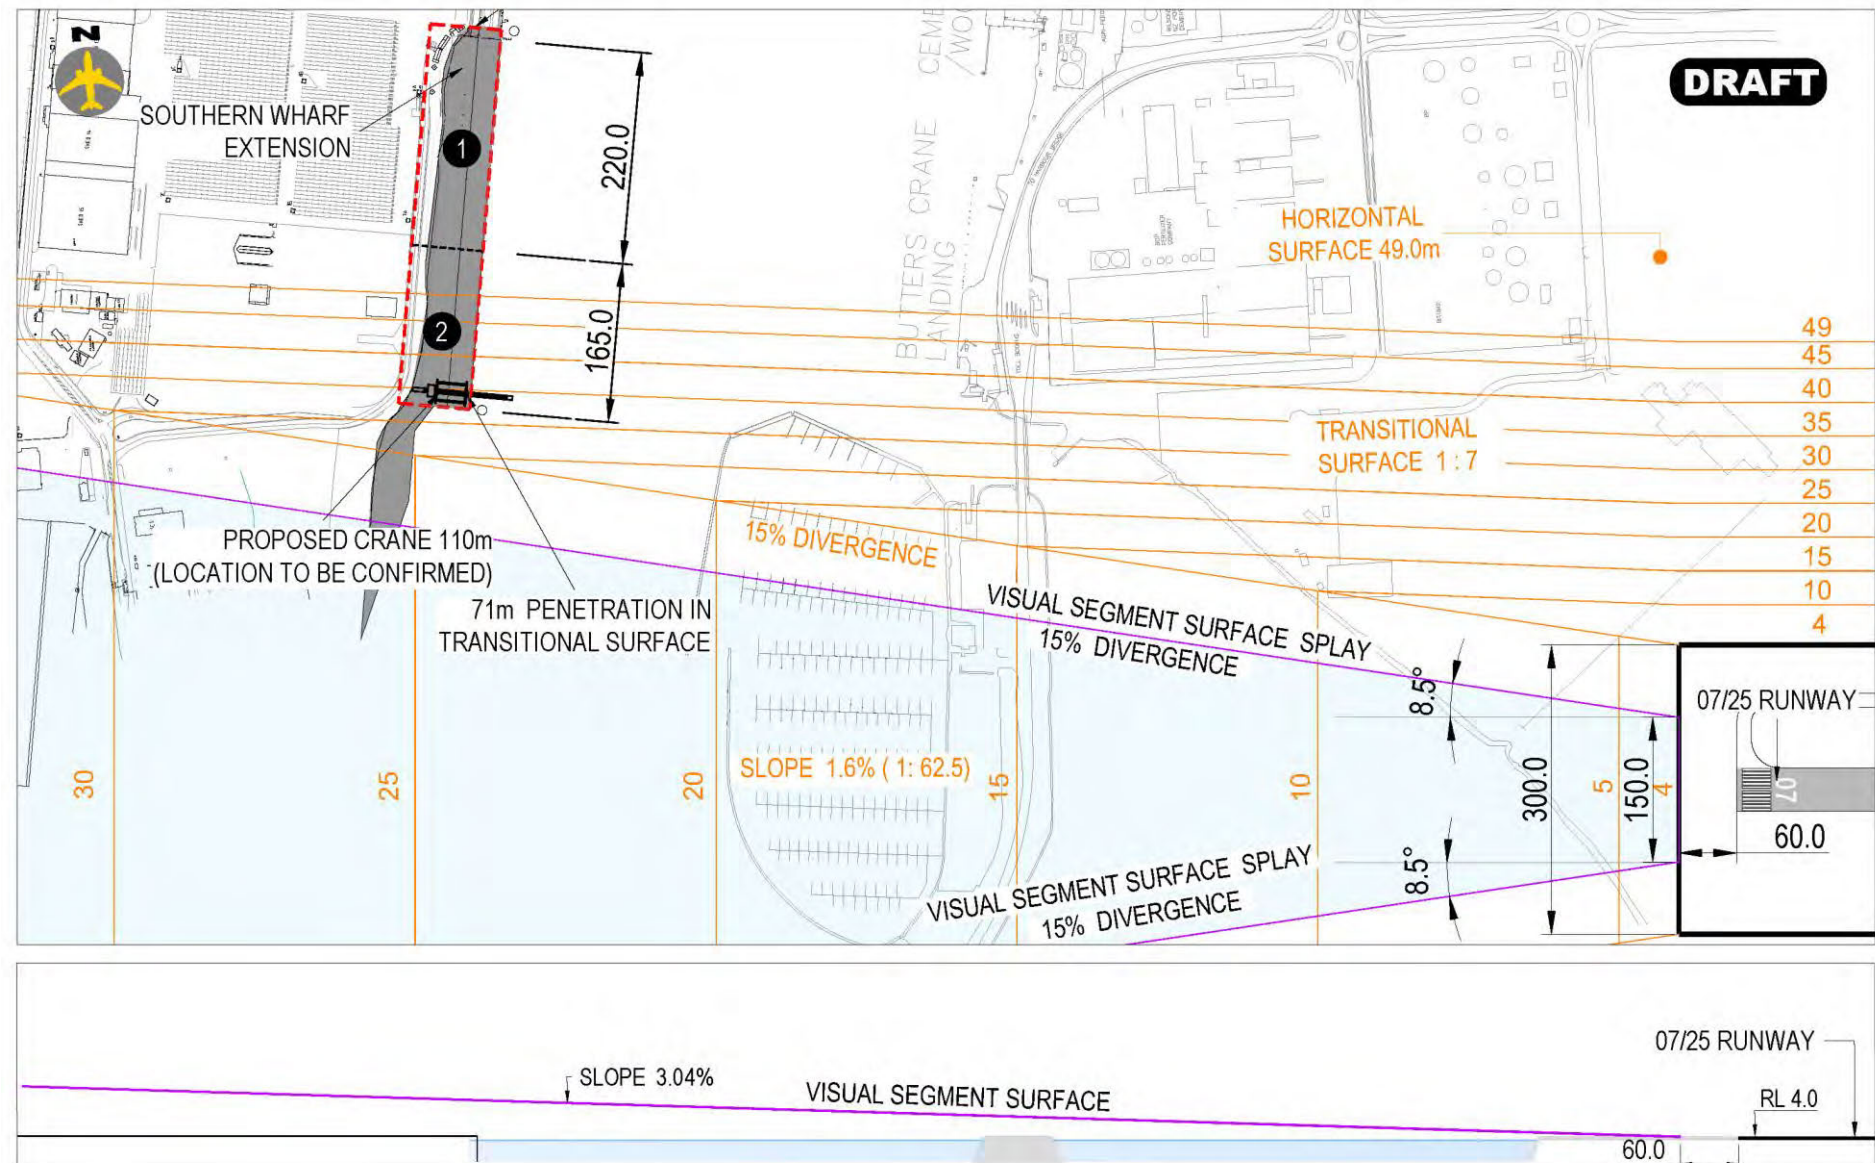 N
DRAFT
SOUTHERN WHARF
EXTENSION
1
220.0
2
165.0
BUTTERS CRANE
LANDING
HORIZONTAL
SURFACE 49.0m
49
45
40
35
30
25
20
15
10
4
TRANSITIONAL
SURFACE 1 : 7
PROPOSED CRANE 110m
(LOCATION TO BE CONFIRMED)
71m PENETRATION IN
TRANSITIONAL SURFACE
15% DIVERGENCE
VISUAL SEGMENT SURFACE SPLAY
15% DIVERGENCE
8.5°
07/25 RUNWAY
07
60.0
300.0
150.0
30
25
20
SLOPE 1.6% ( 1: 62.5)
15
10
5
4
8.5°
VISUAL SEGMENT SURFACE SPLAY
15% DIVERGENCE
07/25 RUNWAY
SLOPE 3.04%
VISUAL SEGMENT SURFACE
RL 4.0
60.0